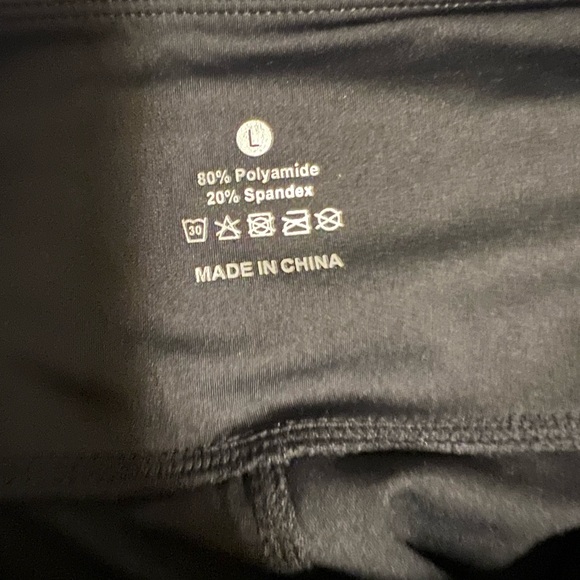 L
80% Polyamide
20% Spandex
30
MADE IN CHINA